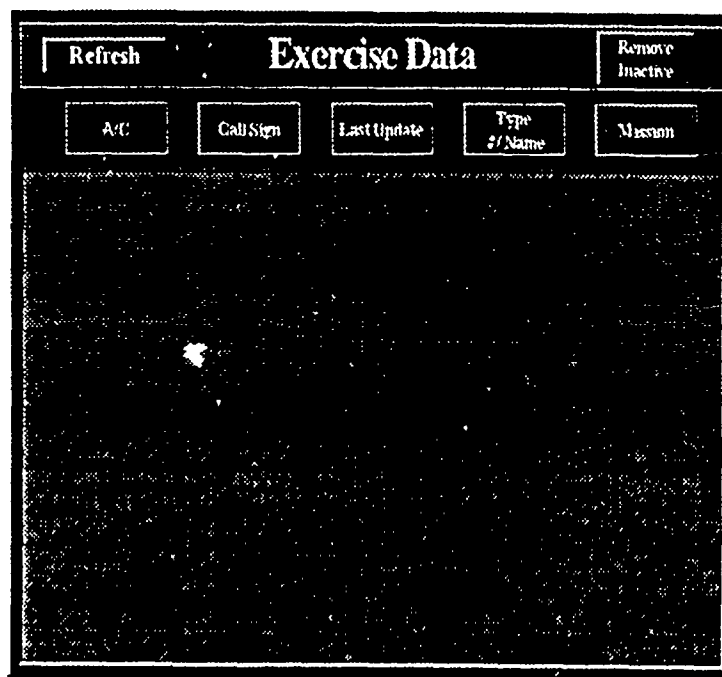 Refresh
Exercise Data
Remove
Inactive
A/C
Call Sign
Last Update
Type
#/ Name
Mission